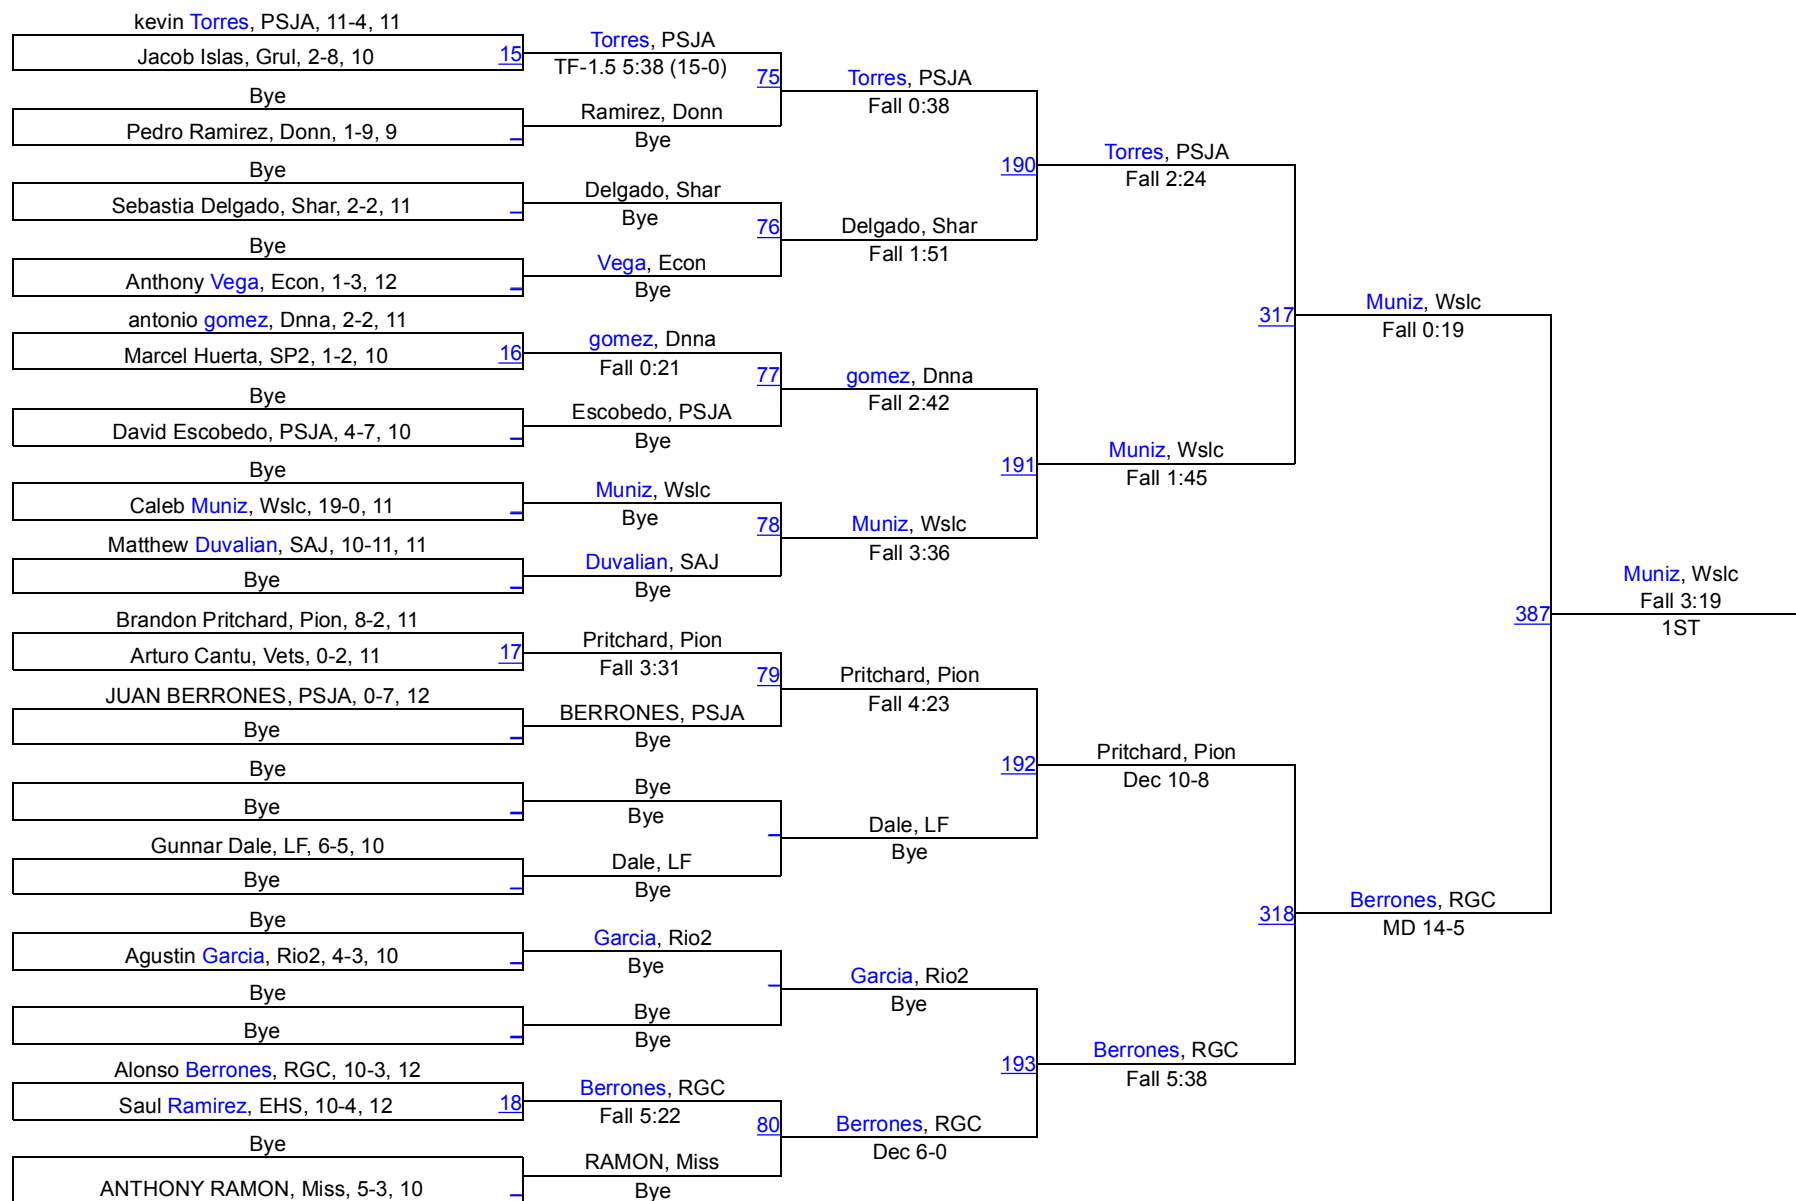 kevin Torres, PSJA, 11-4, 11
Jacob Islas, Grul, 2-8, 10
15
Bye
Pedro Ramirez, Donn, 1-9, 9
Bye
Sebastia Delgado, Shar, 2-2, 11
Bye
Anthony Vega, Econ, 1-3, 12
antonio gomez, Dnna, 2-2, 11
Marcel Huerta, SP2, 1-2, 10
16
Bye
David Escobedo, PSJA, 4-7, 10
Bye
Caleb Muniz, Wslc, 19-0, 11
Matthew Duvalian, SAJ, 10-11, 11
Bye
Brandon Pritchard, Pion, 8-2, 11
Arturo Cantu, Vets, 0-2, 11
17
JUAN BERRONES, PSJA, 0-7, 12
Bye
Bye
Bye
Gunnar Dale, LF, 6-5, 10
Bye
Bye
Agustin Garcia, Rio2, 4-3, 10
Bye
Bye
Alonso Berrones, RGC, 10-3, 12
Saul Ramirez, EHS, 10-4, 12
18
Bye
ANTHONY RAMON, Miss, 5-3, 10
Torres, PSJA
TF-1.5 5:38 (15-0)
75
Ramirez, Donn
Bye
Delgado, Shar
Bye
76
Vega, Econ
Bye
gomez, Dnna
Fall 0:21
77
Escobedo, PSJA
Bye
Muniz, Wslc
Bye
78
Duvalian, SAJ
Bye
Pritchard, Pion
Fall 3:31
79
BERRONES, PSJA
Bye
Bye
Bye
Dale, LF
Bye
Garcia, Rio2
Bye
Bye
Bye
Berrones, RGC
Fall 5:22
80
RAMON, Miss
Bye
Torres, PSJA
Fall 0:38
190
Delgado, Shar
Fall 1:51
gomez, Dnna
Fall 2:42
191
Muniz, Wslc
Fall 3:36
Pritchard, Pion
Fall 4:23
192
Dale, LF
Bye
Garcia, Rio2
Bye
193
Berrones, RGC
Dec 6-0
Torres, PSJA
Fall 2:24
317
Muniz, Wslc
Fall 1:45
Pritchard, Pion
Dec 10-8
318
Berrones, RGC
Fall 5:38
Muniz, Wslc
Fall 0:19
387
Berrones, RGC
MD 14-5
Muniz, Wslc
Fall 3:19
1ST